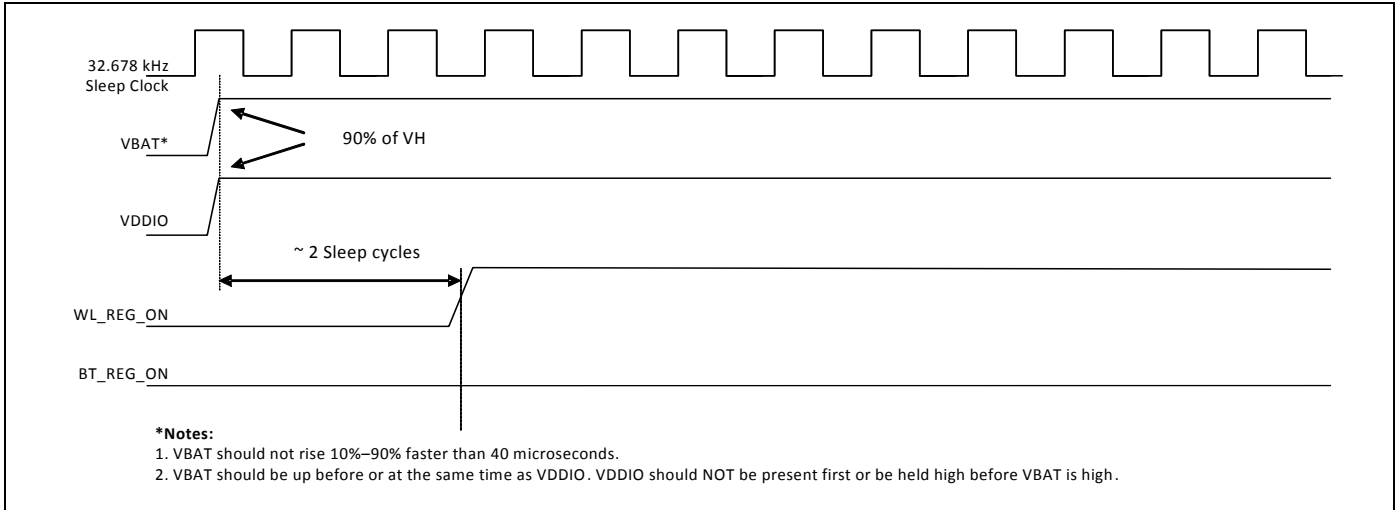 32.678 kHz
Sleep Clock
VBAT*
90% of VH
VDDIO
~ 2 Sleep cycles
WL_REG_ON
BT_REG_ON
*Notes:
1. VBAT should not rise 10%–90% faster than 40 microseconds.
2. VBAT should be up before or at the same time as VDDIO. VDDIO should NOT be present first or be held high before VBAT is high.